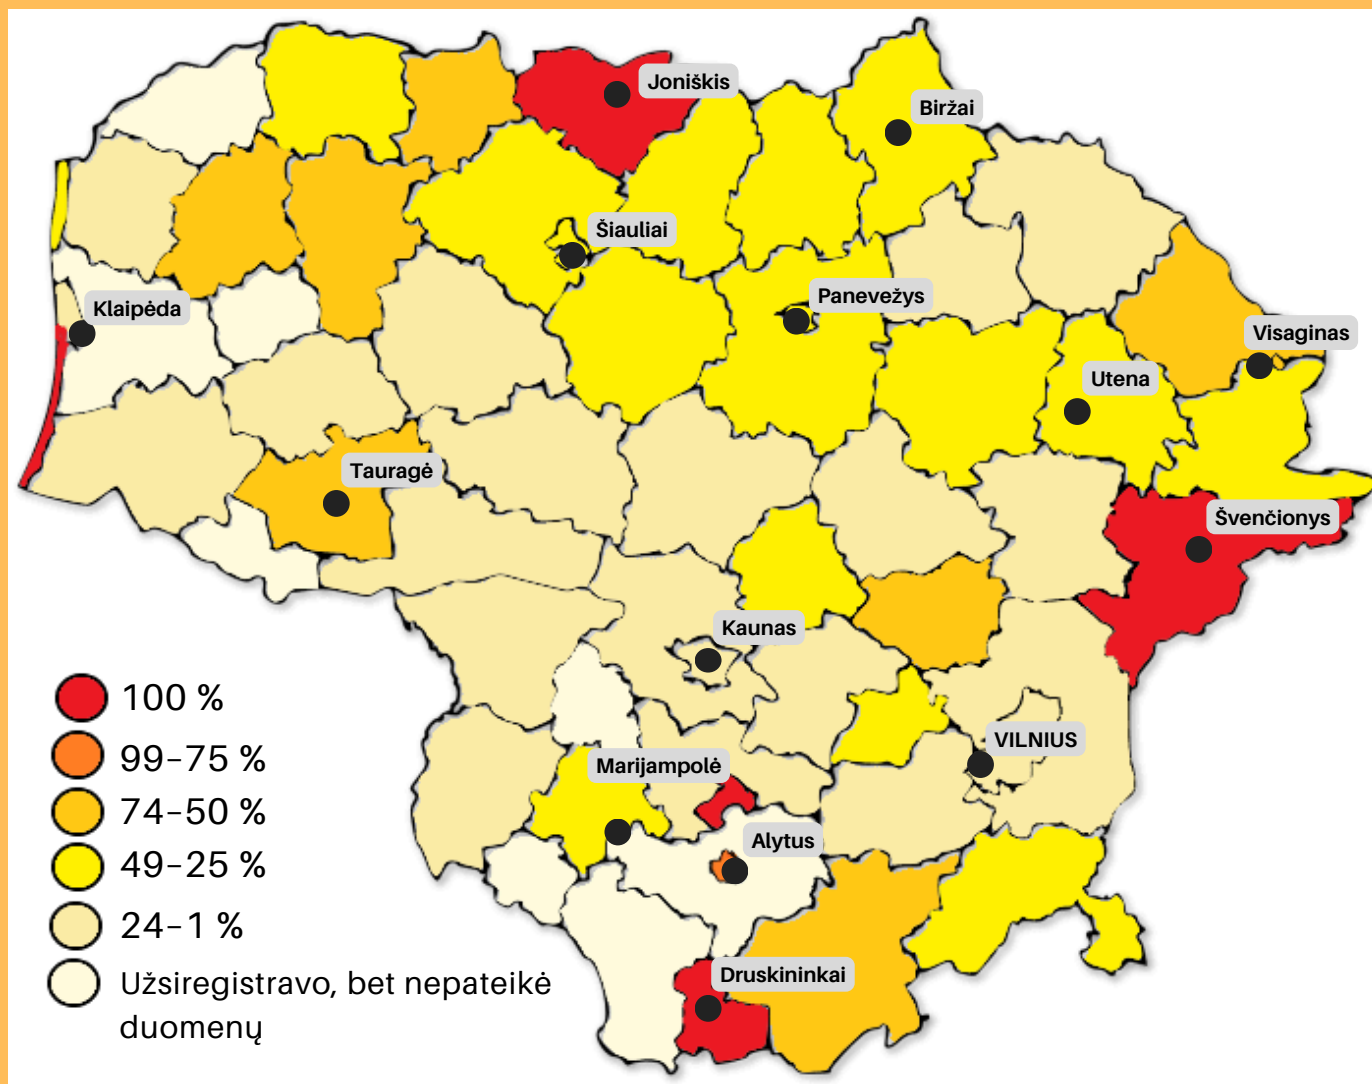 Joniškis
Biržai
Šiauliai
Panevežys
Klaipėda
Visaginas
Utena
Tauragė
Švenčionys
Kaunas
VILNIUS
Marijampolė
Alytus
Druskininkai
100 %
99–75 %
74–50 %
49–25 %
24–1 %
Užsiregistravo, bet nepateikė
duomenų